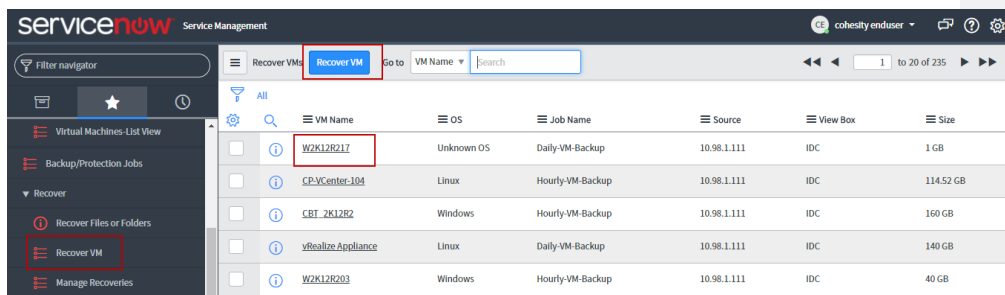 servicenow Service Management CE cohesity enduser
Filter navigator
Recover VMs Recover VM Go to VM Name Search 1 to 20 of 235
All
VM Name OS Job Name Source View Box Size
Virtual Machines-List View
W2K12R217 Unknown OS Daily-VM-Backup 10.98.1.111 IDC 1 GB
Backup/Protection Jobs
CP-VCenter-104 Linux Hourly-VM-Backup 10.98.1.111 IDC 114.52 GB
Recover
Recover Files or Folders
CBT_2K12R2 Windows Hourly-VM-Backup 10.98.1.111 IDC 160 GB
Recover VM
vRealize Appliance Linux Daily-VM-Backup 10.98.1.111 IDC 140 GB
Manage Recoveries
W2K12R203 Windows Hourly-VM-Backup 10.98.1.111 IDC 40 GB